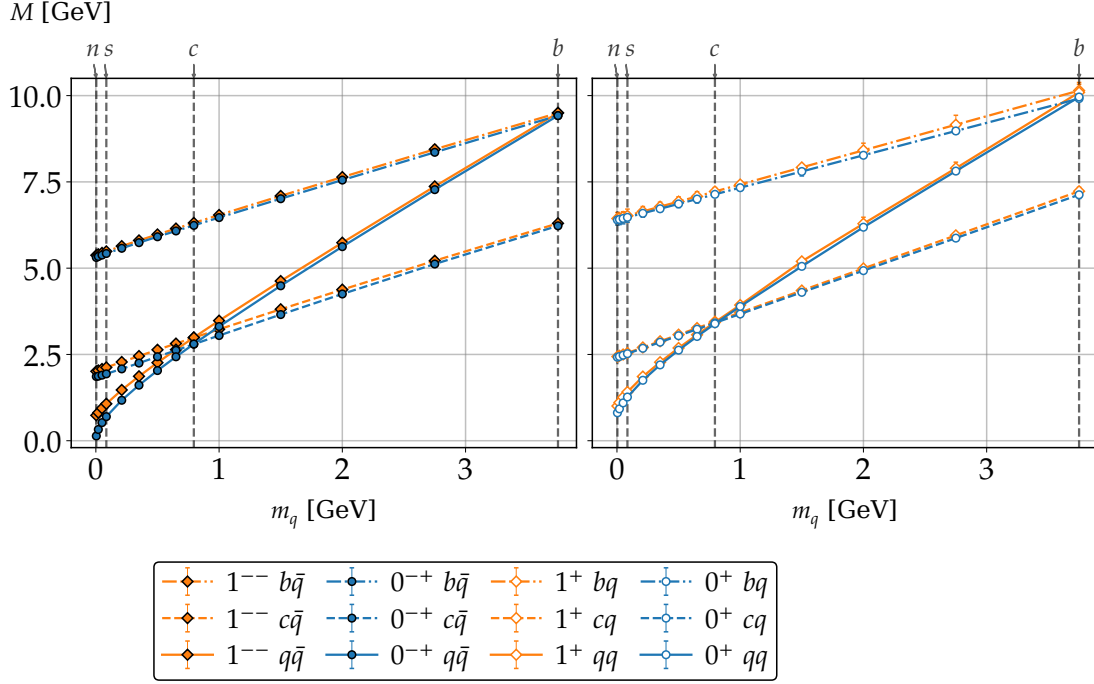 M [GeV]
n s c b n s c b
10.0
7.5
5.0
2.5
0.0
0 1 2 3 0 1 2 3
m_q [GeV] m_q [GeV]
1⁻⁻ bq̄ 0⁻⁺ bq̄ 1⁺ bq 0⁺ bq
1⁻⁻ cq̄ 0⁻⁺ cq̄ 1⁺ cq 0⁺ cq
1⁻⁻ qq̄ 0⁻⁺ qq̄ 1⁺ qq 0⁺ qq